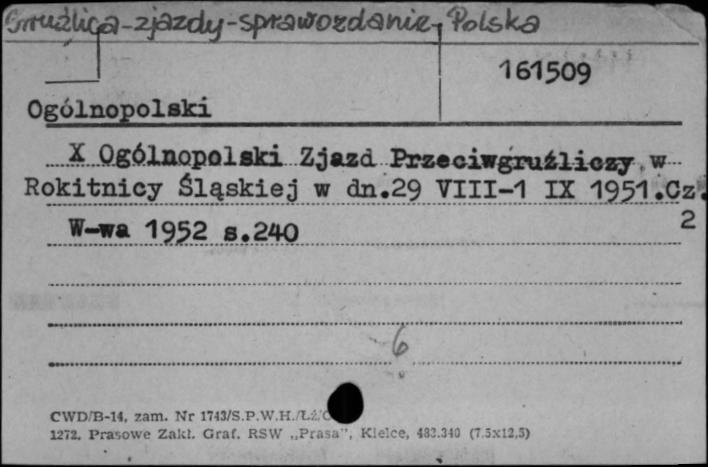 Gruźlica-zjazdy-sprawozdanie, Polska
161509
Ogólnopolski
X Ogólnopolski Zjazd Przeciwgruźliczy w
Rokitnicy Śląskiej w dn.29 VIII-1 IX 1951.Cz.
2
W-wa 1952 s.240
6
CWD/B-14, zam. Nr 1743/S.P.W.H./Łź/
1272. Prasowe Zakł. Graf. RSW „Prasa", Kielce, 483.340 (7.5x12,5)